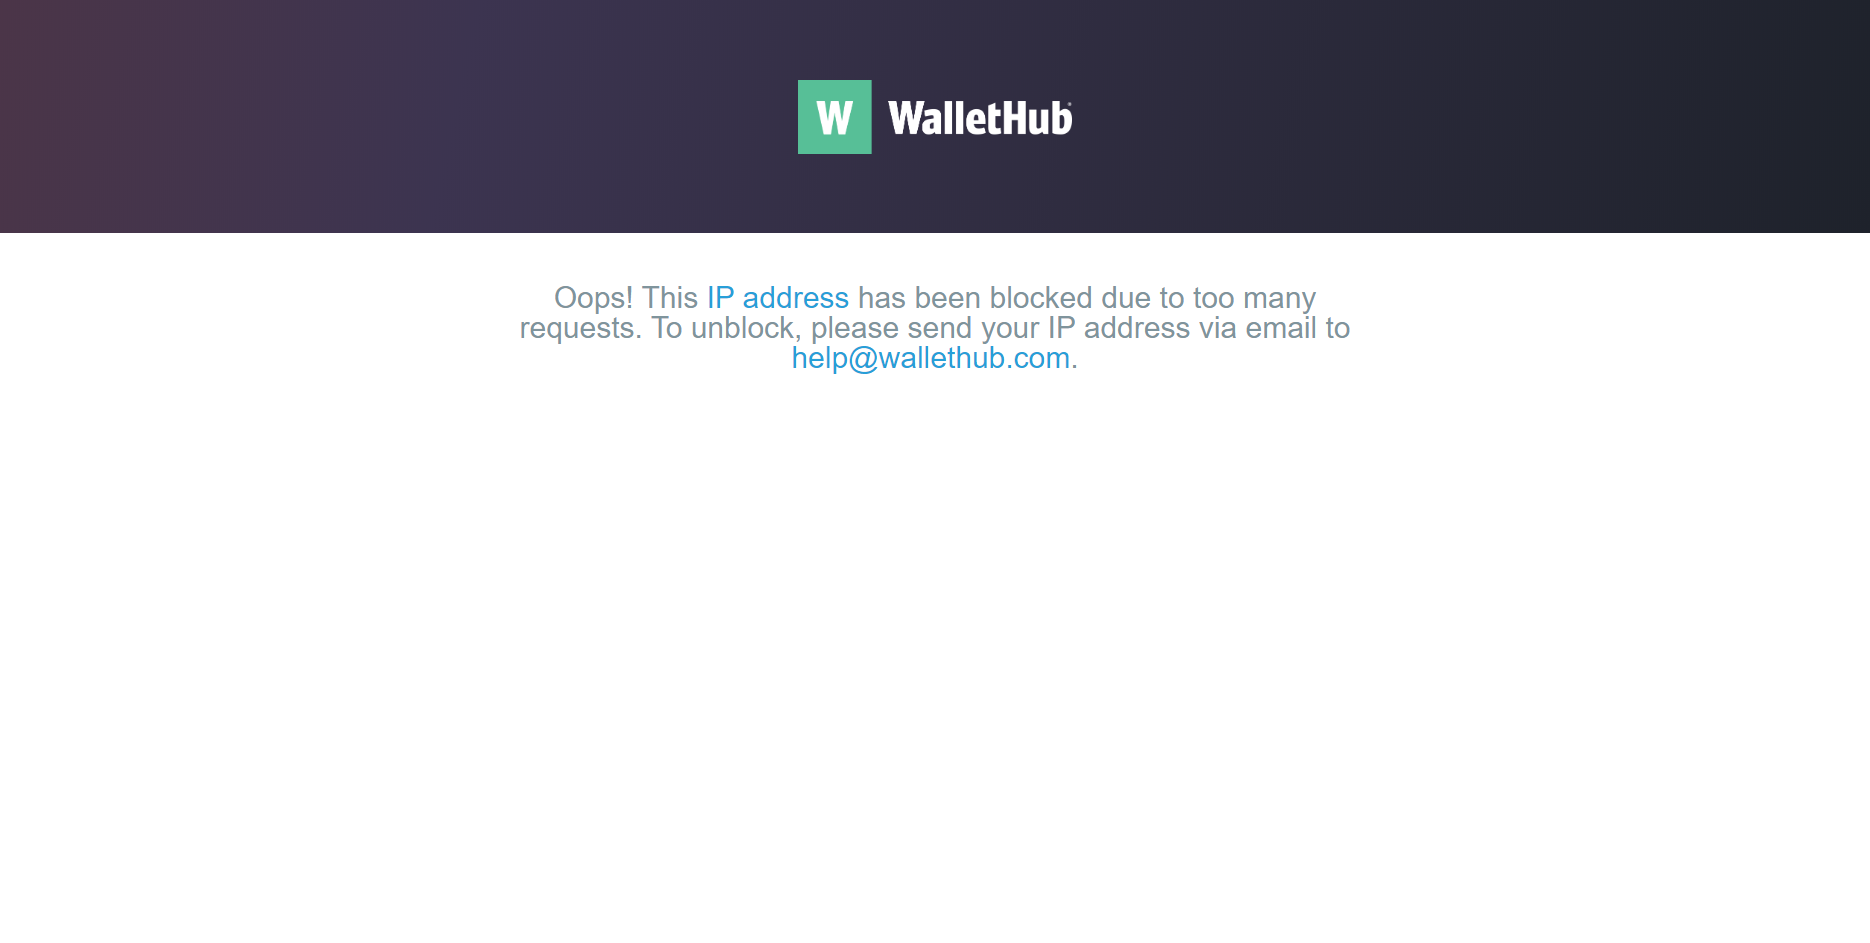 W WalletHub
Oops! This IP address has been blocked due to too many
requests. To unblock, please send your IP address via email to
help@wallethub.com.